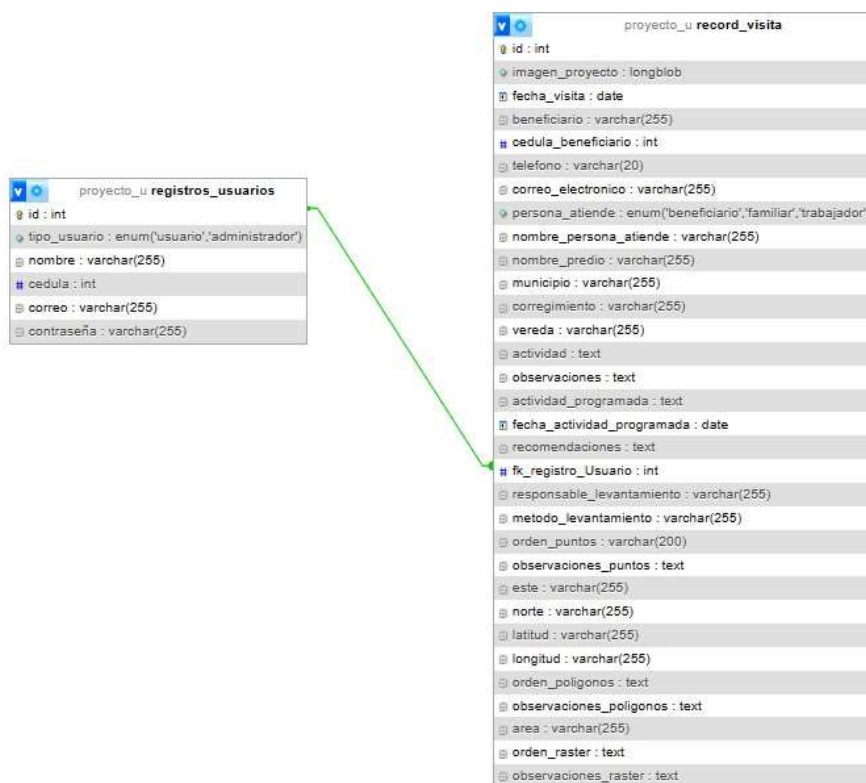 proyecto_u registros_usuarios
id : int
tipo_usuario : enum('usuario','administrador')
nombre : varchar(255)
cedula : int
correo : varchar(255)
contraseña : varchar(255)
proyecto_u record_visita
id : int
imagen_proyecto : longblob
fecha_visita : date
beneficiario : varchar(255)
cedula_beneficiario : int
telefono : varchar(20)
correo_electronico : varchar(255)
persona_atiende : enum('beneficiario','familiar','trabajador'
nombre_persona_atiende : varchar(255)
nombre_predio : varchar(255)
municipio : varchar(255)
corregimiento : varchar(255)
vereda : varchar(255)
actividad : text
observaciones : text
actividad_programada : text
fecha_actividad_programada : date
recomendaciones : text
fk_registro_Usuario : int
responsable_levantamiento : varchar(255)
metodo_levantamiento : varchar(255)
orden_puntos : varchar(200)
observaciones_puntos : text
este : varchar(255)
norte : varchar(255)
latitud : varchar(255)
longitud : varchar(255)
orden_poligonos : text
observaciones_poligonos : text
area : varchar(255)
orden_raster : text
observaciones_raster : text